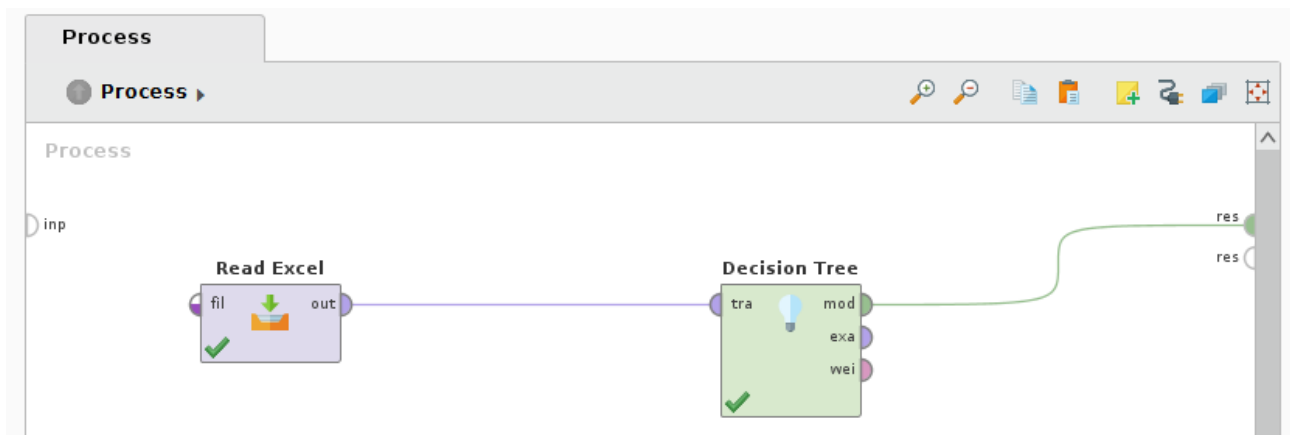 Process
Process
Process
inp
res
res
Read Excel
fil
out
Decision Tree
tra
mod
exa
wei